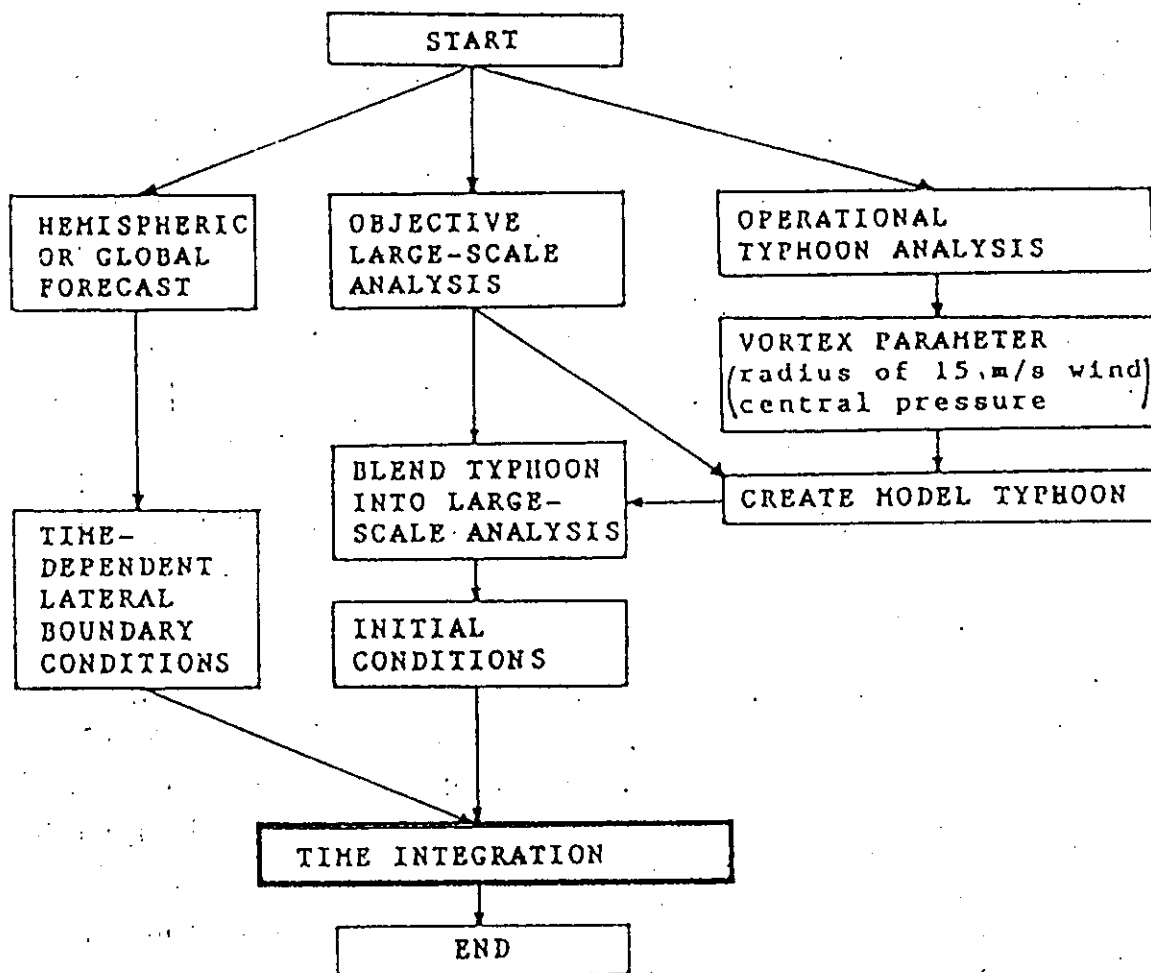 START
HEMISPHERIC
OR GLOBAL
FORECAST
OBJECTIVE
LARGE-SCALE
ANALYSIS
OPERATIONAL
TYPHOON ANALYSIS
VORTEX PARAMETER
(radius of 15 m/s wind)
(central pressure)
BLEND TYPHOON
INTO LARGE-
SCALE ANALYSIS
CREATE MODEL TYPHOON
TIME-
DEPENDENT
LATERAL
BOUNDARY
CONDITIONS
INITIAL
CONDITIONS
TIME INTEGRATION
END